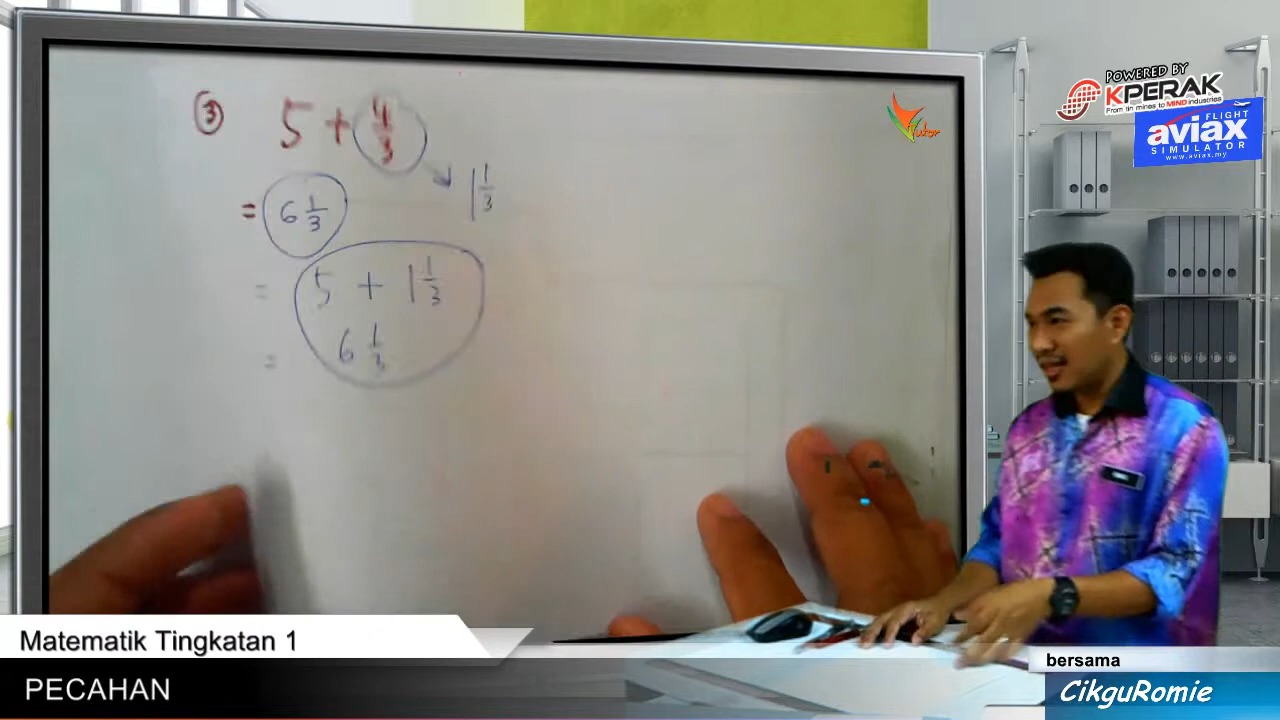 ③ 5 + 4/3
= 6 1/3
1 1/3
= 5 + 1 1/3
= 6 1/3
Tutor
POWERED BY
KPERAK
From tin mines to MIND industries
FLIGHT
aviax
SIMULATOR
www.aviax.my
Matematik Tingkatan 1
PECAHAN
bersama
CikguRomie